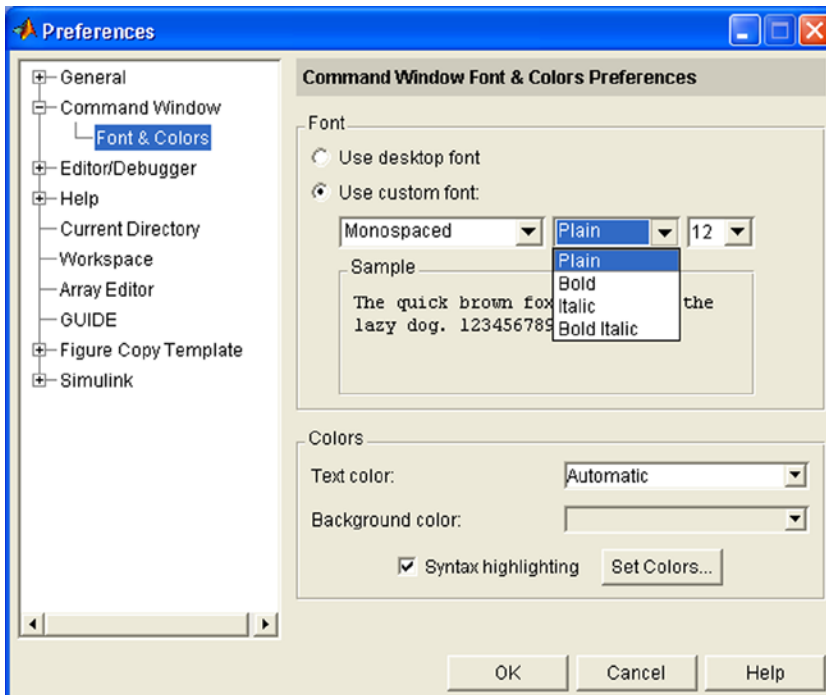 Preferences
General
Command Window
Font & Colors
Editor/Debugger
Help
Current Directory
Workspace
Array Editor
GUIDE
Figure Copy Template
Simulink
Command Window Font & Colors Preferences
Font
Use desktop font
Use custom font:
Monospaced Plain 12
Plain
Bold
Italic
Bold Italic
Sample
The quick brown fox the
lazy dog. 123456789
Colors
Text color: Automatic
Background color:
Syntax highlighting Set Colors...
OK Cancel Help